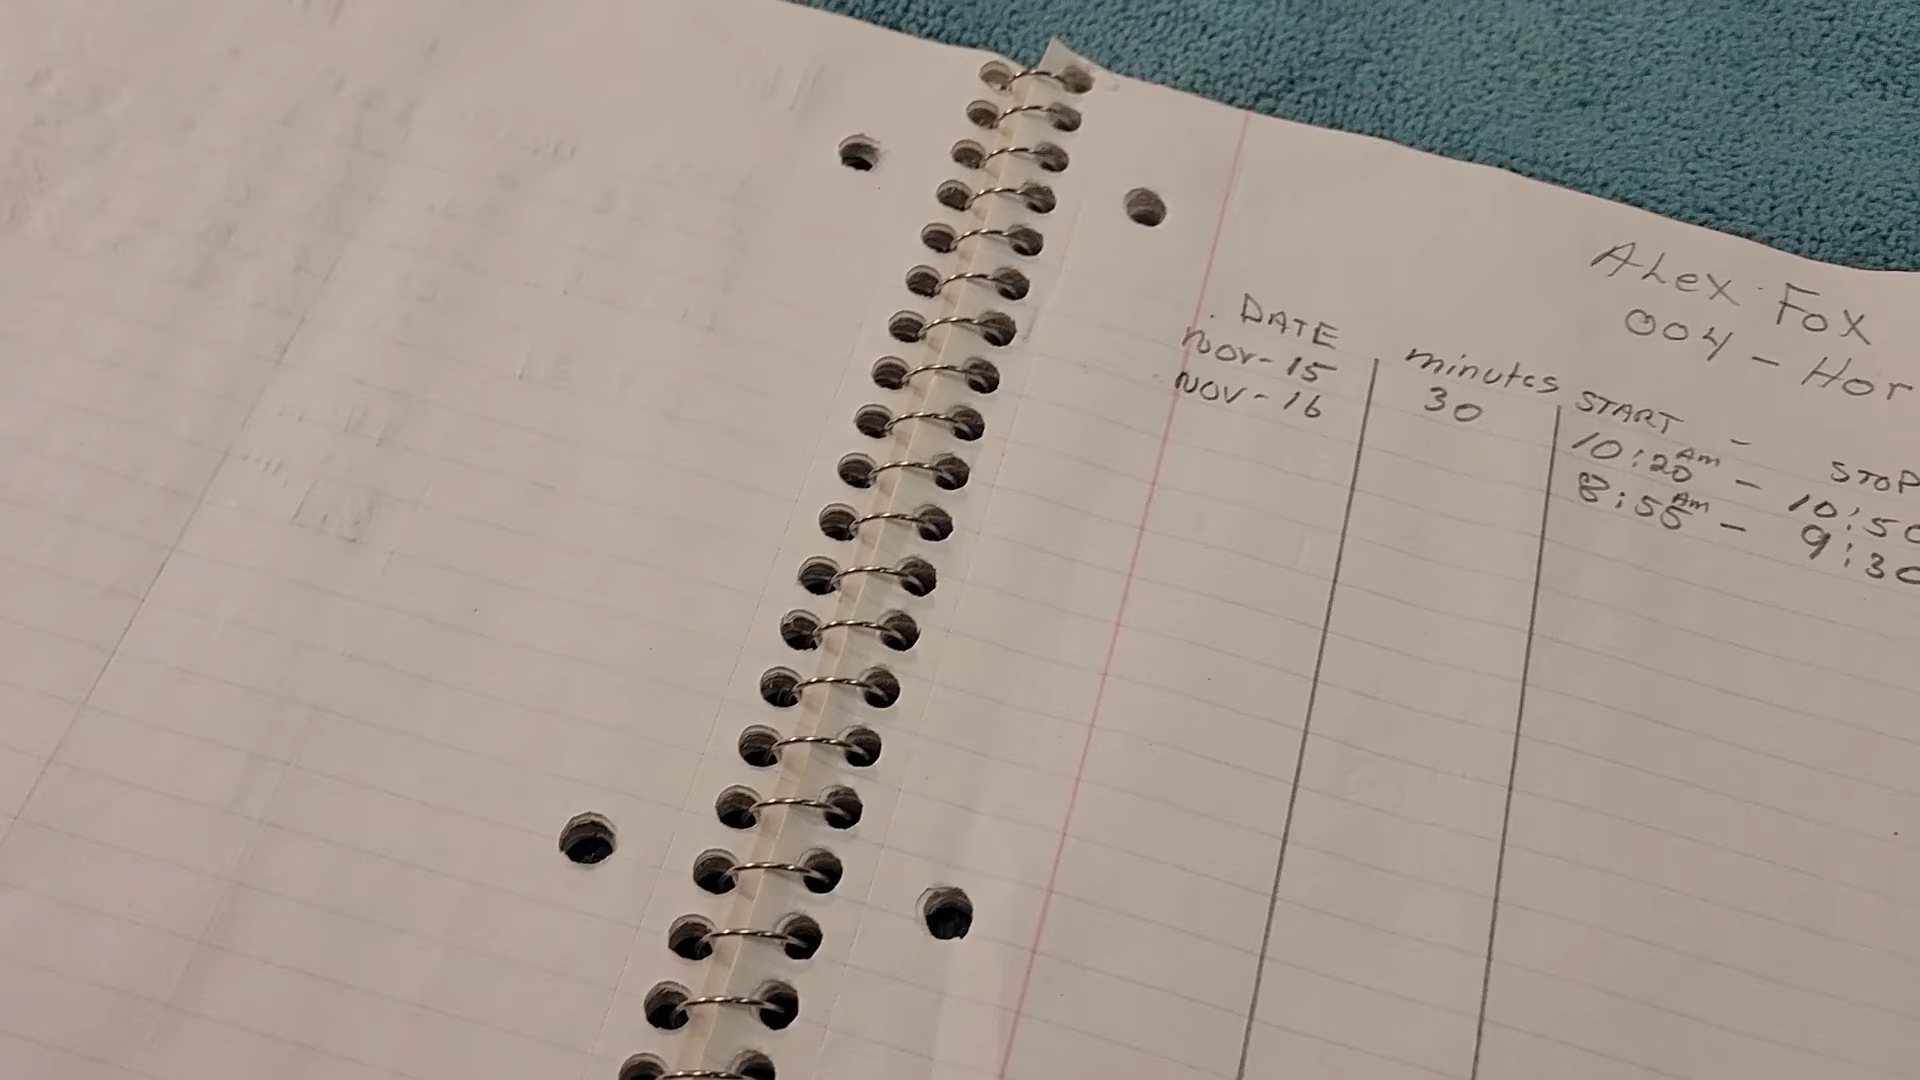 ALex Fox
004 - Hor
DATE minutes START - STOP
Nov-15 30 10:20 Am - 10:50
Nov-16 8:55 Am - 9:30